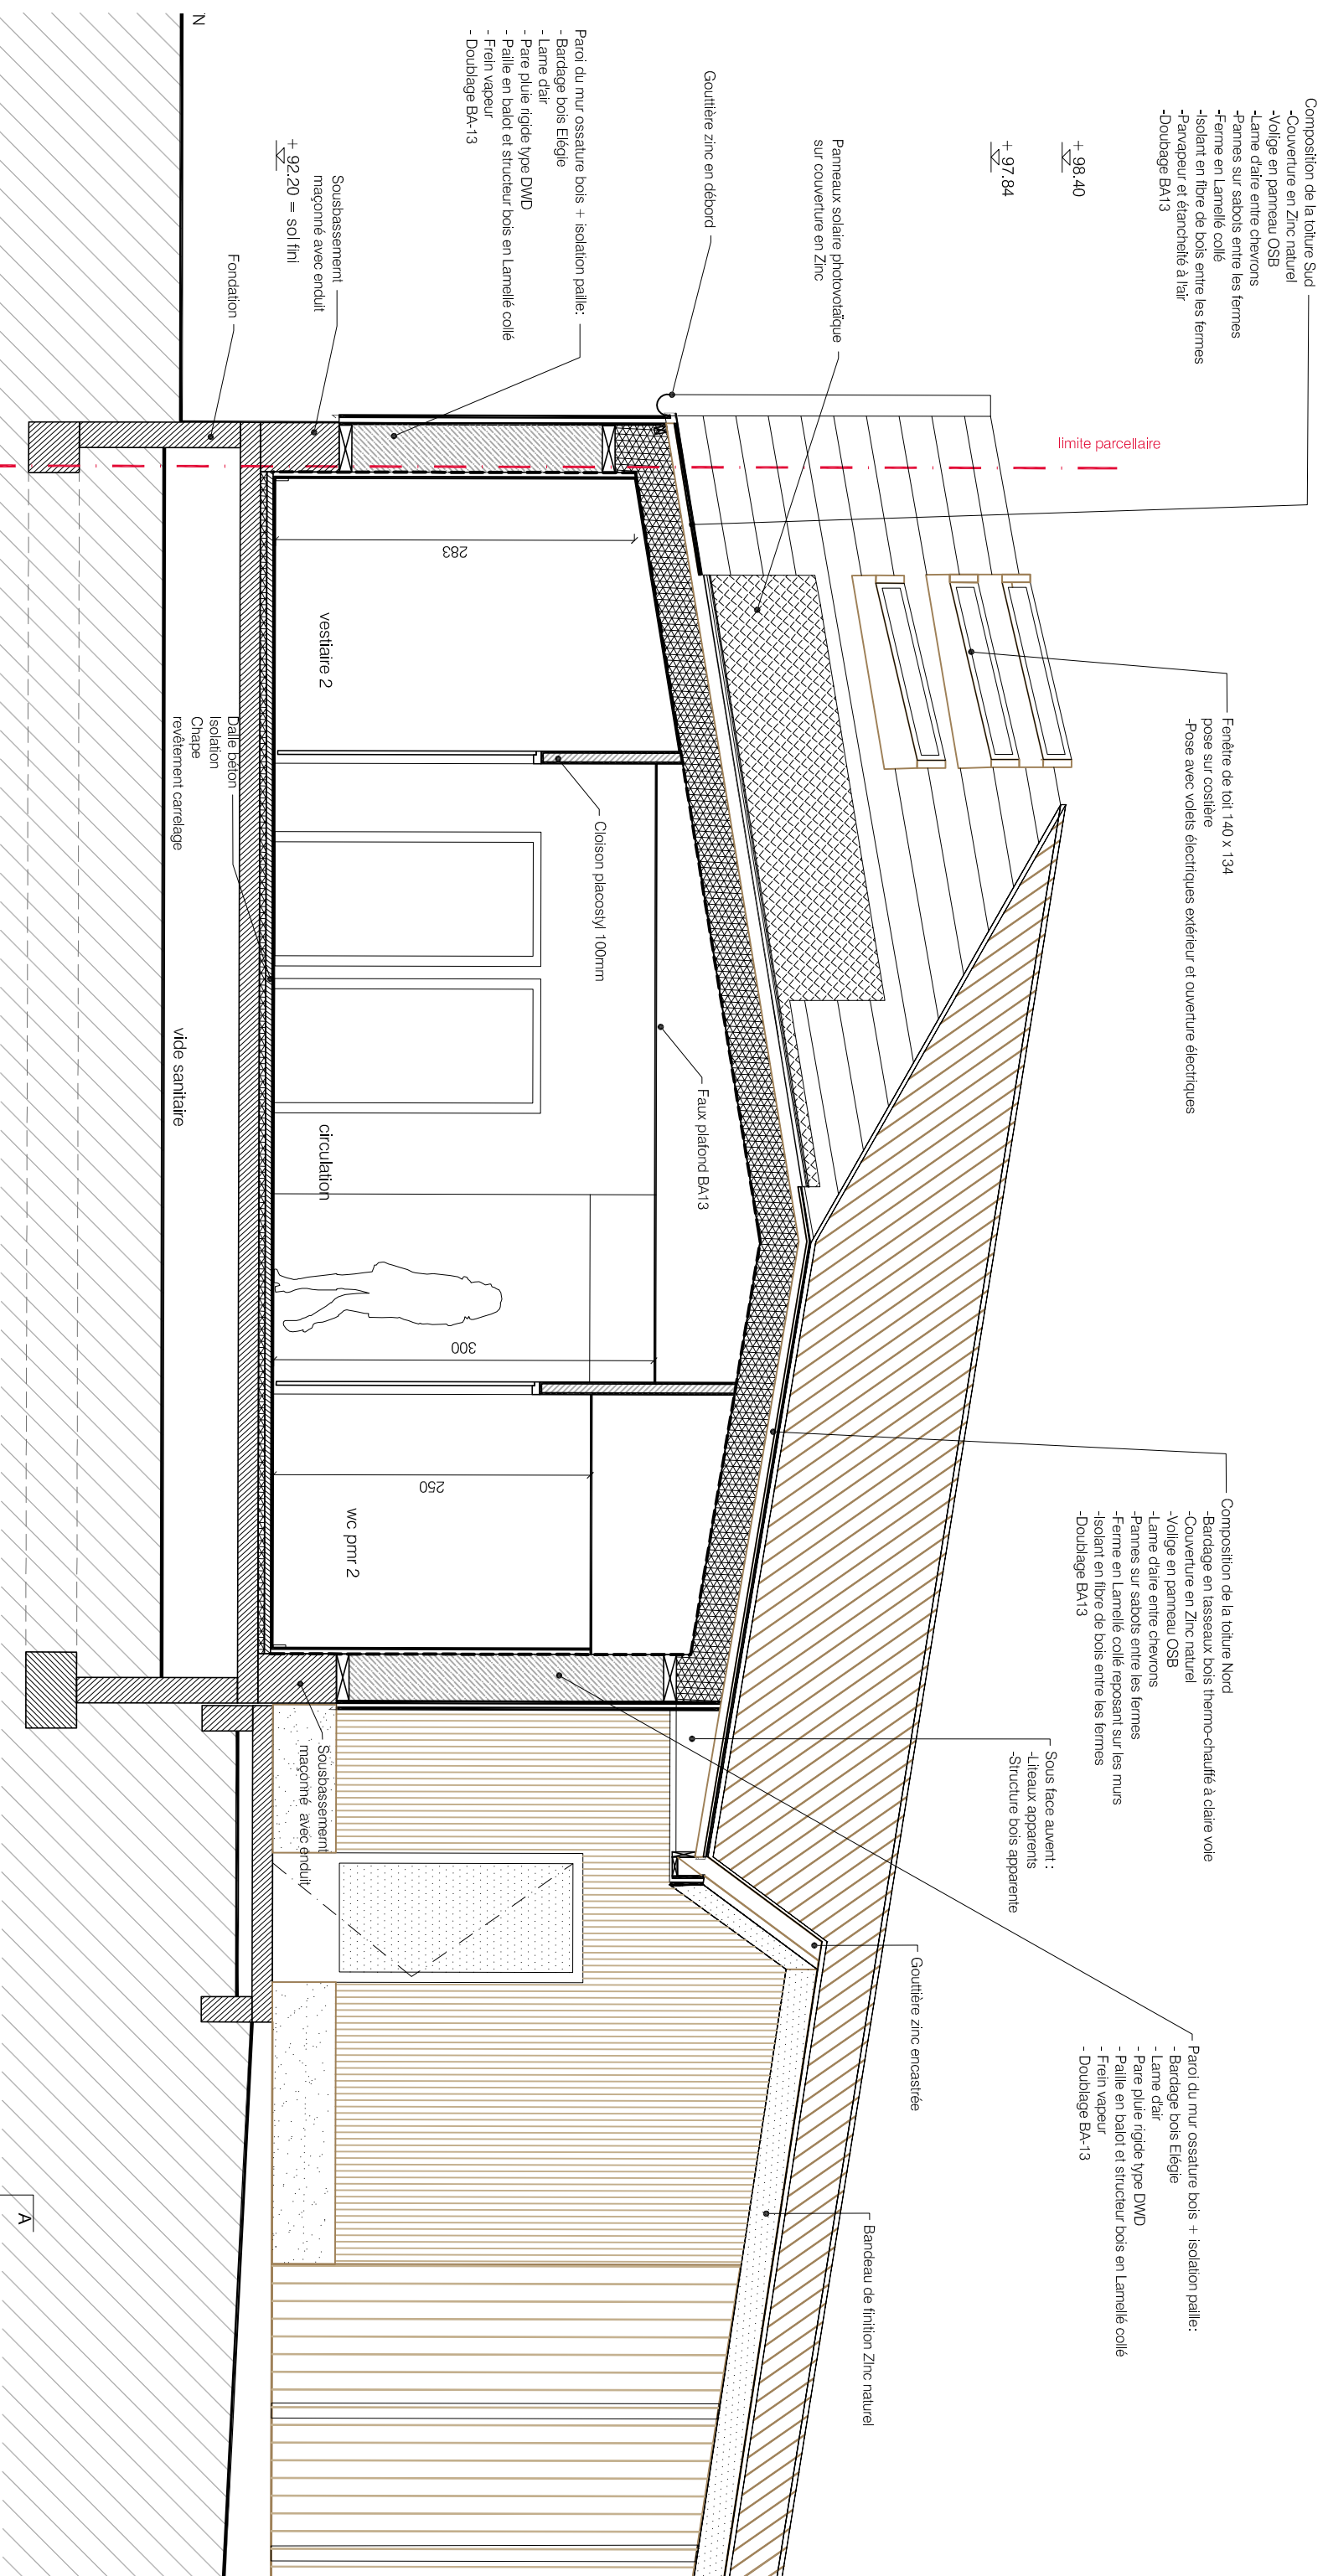 Composition de la toiture Sud
-Couverture en Zinc naturel
-Volige en panneau OSB
-Lame d'aire entre chevrons
-Pannes sur sabots entre les fermes
-Ferme en Lamellé collé
-Isolant en fibre de bois entre les fermes
-Parvapeur et étancheité à l'air
-Doubage BA13
+ 98.40
+ 97.84
Panneaux solaire photovotaïque
sur couverture en Zinc
Gouttière zinc en débord
Paroi du mur ossature bois + isolation paille:
- Bardage bois Elégie
- Lame d'air
- Pare pluie rigide type DWD
- Paille en balot et structeur bois en Lamellé collé
- Frein vapeur
- Doublage BA-13
Sousbassemernt
maçonné avec enduit
+ 92.20 = sol fini
Fondation
N
limite parcellaire
Fenêtre de toit 140 x 134
pose sur costière
-Pose avec volets électriques extérieur et ouverture électriques
283
vestiaire 2
Cloison placostyl 100mm
Faux plafond BA13
Dalle béton
Isolation
Chape
revêtement carrelage
vide sanitaire
circulation
300
250
wc pmr 2
Composition de la toiture Nord
-Bardage en tasseaux bois thermo-chauffé à claire voie
-Couverture en Zinc naturel
-Volige en panneau OSB
-Lame d'aire entre chevrons
-Pannes sur sabots entre les fermes
-Ferme en Lamellé collé reposant sur les murs
-Isolant en fibre de bois entre les fermes
-Doublage BA13
Sous face auvent :
-Liteaux apparents
-Structure bois apparente
Sousbassemernt
maçonné avec enduit
Gouttière zinc encastrée
Paroi du mur ossature bois + isolation paille:
- Bardage bois Elégie
- Lame d'air
- Pare pluie rigide type DWD
- Paille en balot et structeur bois en Lamellé collé
- Frein vapeur
- Doublage BA-13
Bandeau de finition ZInc naturel
A